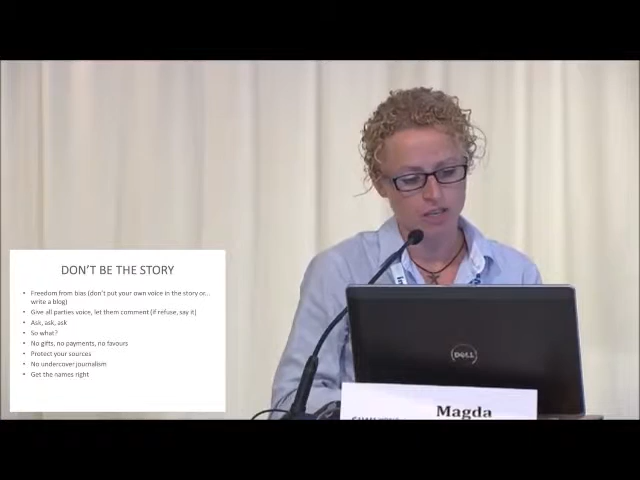 DON'T BE THE STORY
• Freedom from bias (don't put your own voice in the story or...
write a blog)
• Give all parties voice, let them comment (if refuse, say it)
• Ask, ask, ask
• So what?
• No gifts, no payments, no favours
• Protect your sources
• No undercover journalism
• Get the names right
DELL
Magda